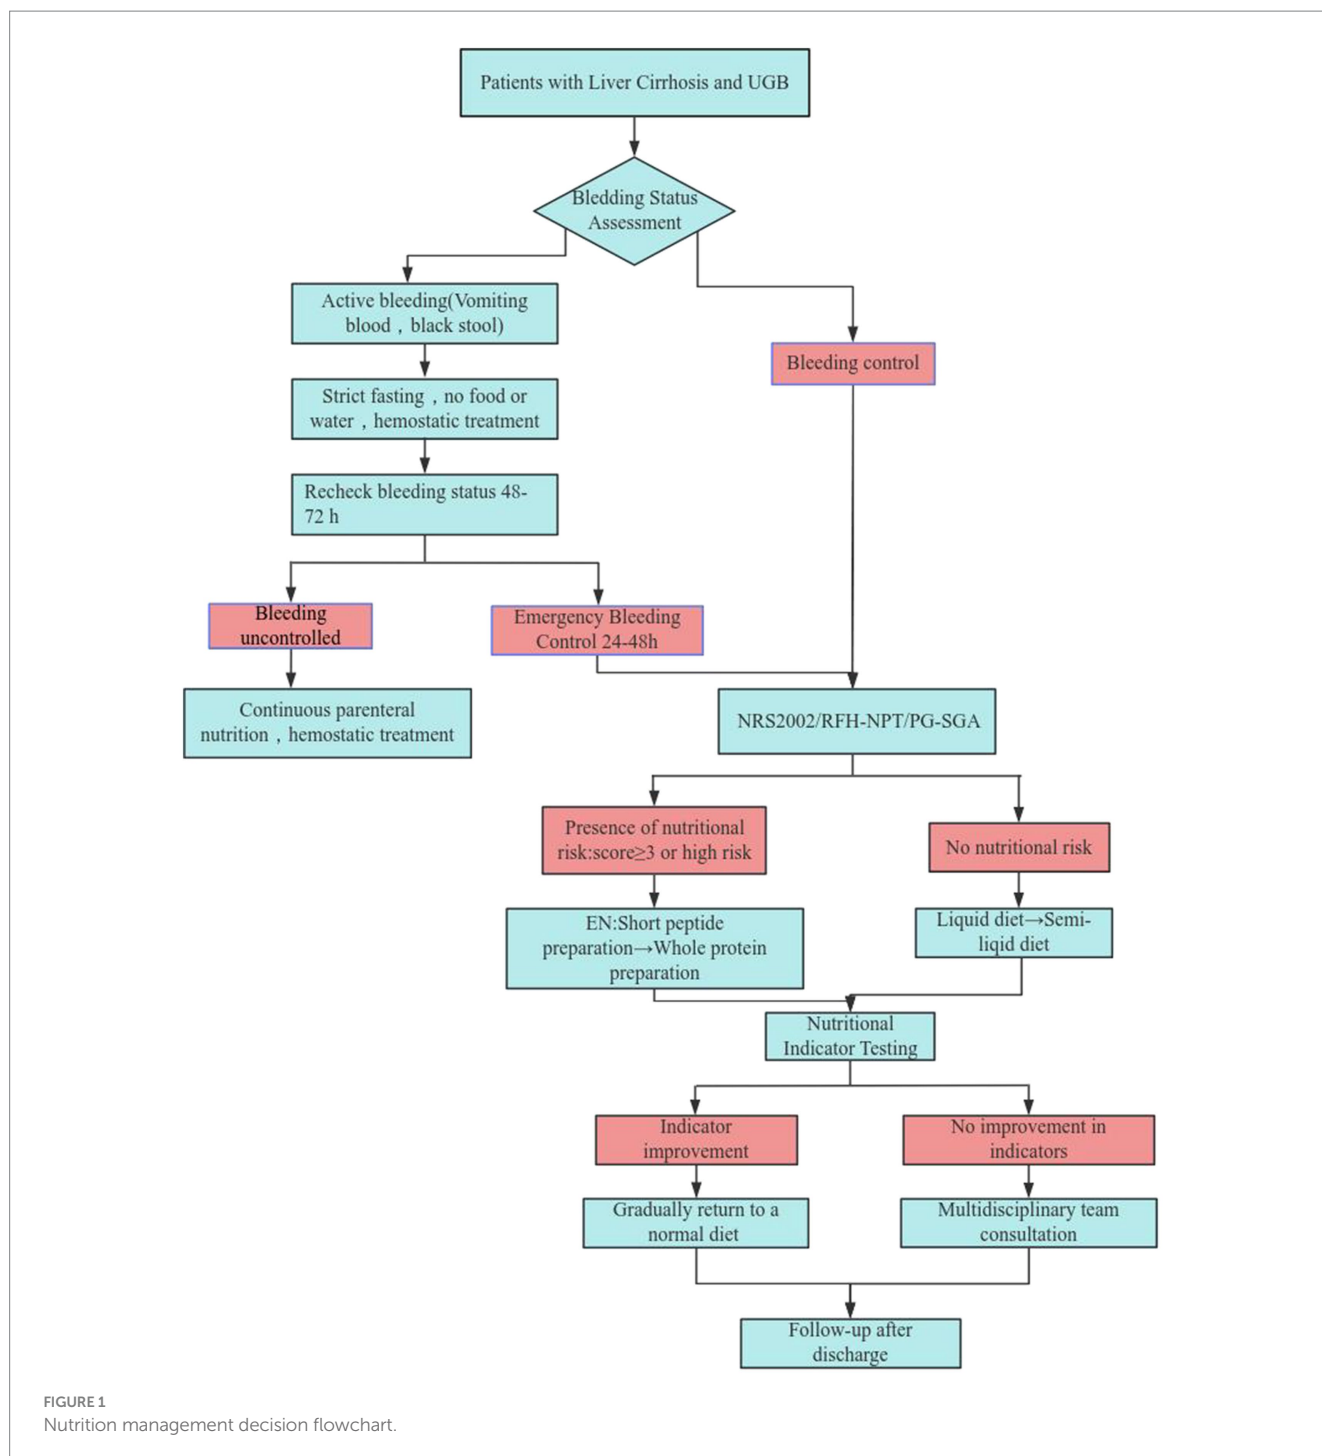 Patients with Liver Cirrhosis and UGB
Bledding Status
Assessment
Active bleeding(Vomiting
blood，black stool)
Bleeding control
Strict fasting，no food or
water，hemostatic treatment
Recheck bleeding status 48-
72 h
Bleeding
uncontrolled
Emergency Bleeding
Control 24-48h
Continuous parenteral
nutrition，hemostatic treatment
NRS2002/RFH-NPT/PG-SGA
Presence of nutritional
risk:score≥3 or high risk
No nutritional risk
EN:Short peptide
preparation→Whole protein
preparation
Liquid diet→Semi-
liqid diet
Nutritional
Indicator Testing
Indicator
improvement
No improvement in
indicators
Gradually return to a
normal diet
Multidisciplinary team
consultation
Follow-up after
discharge
FIGURE 1
Nutrition management decision flowchart.